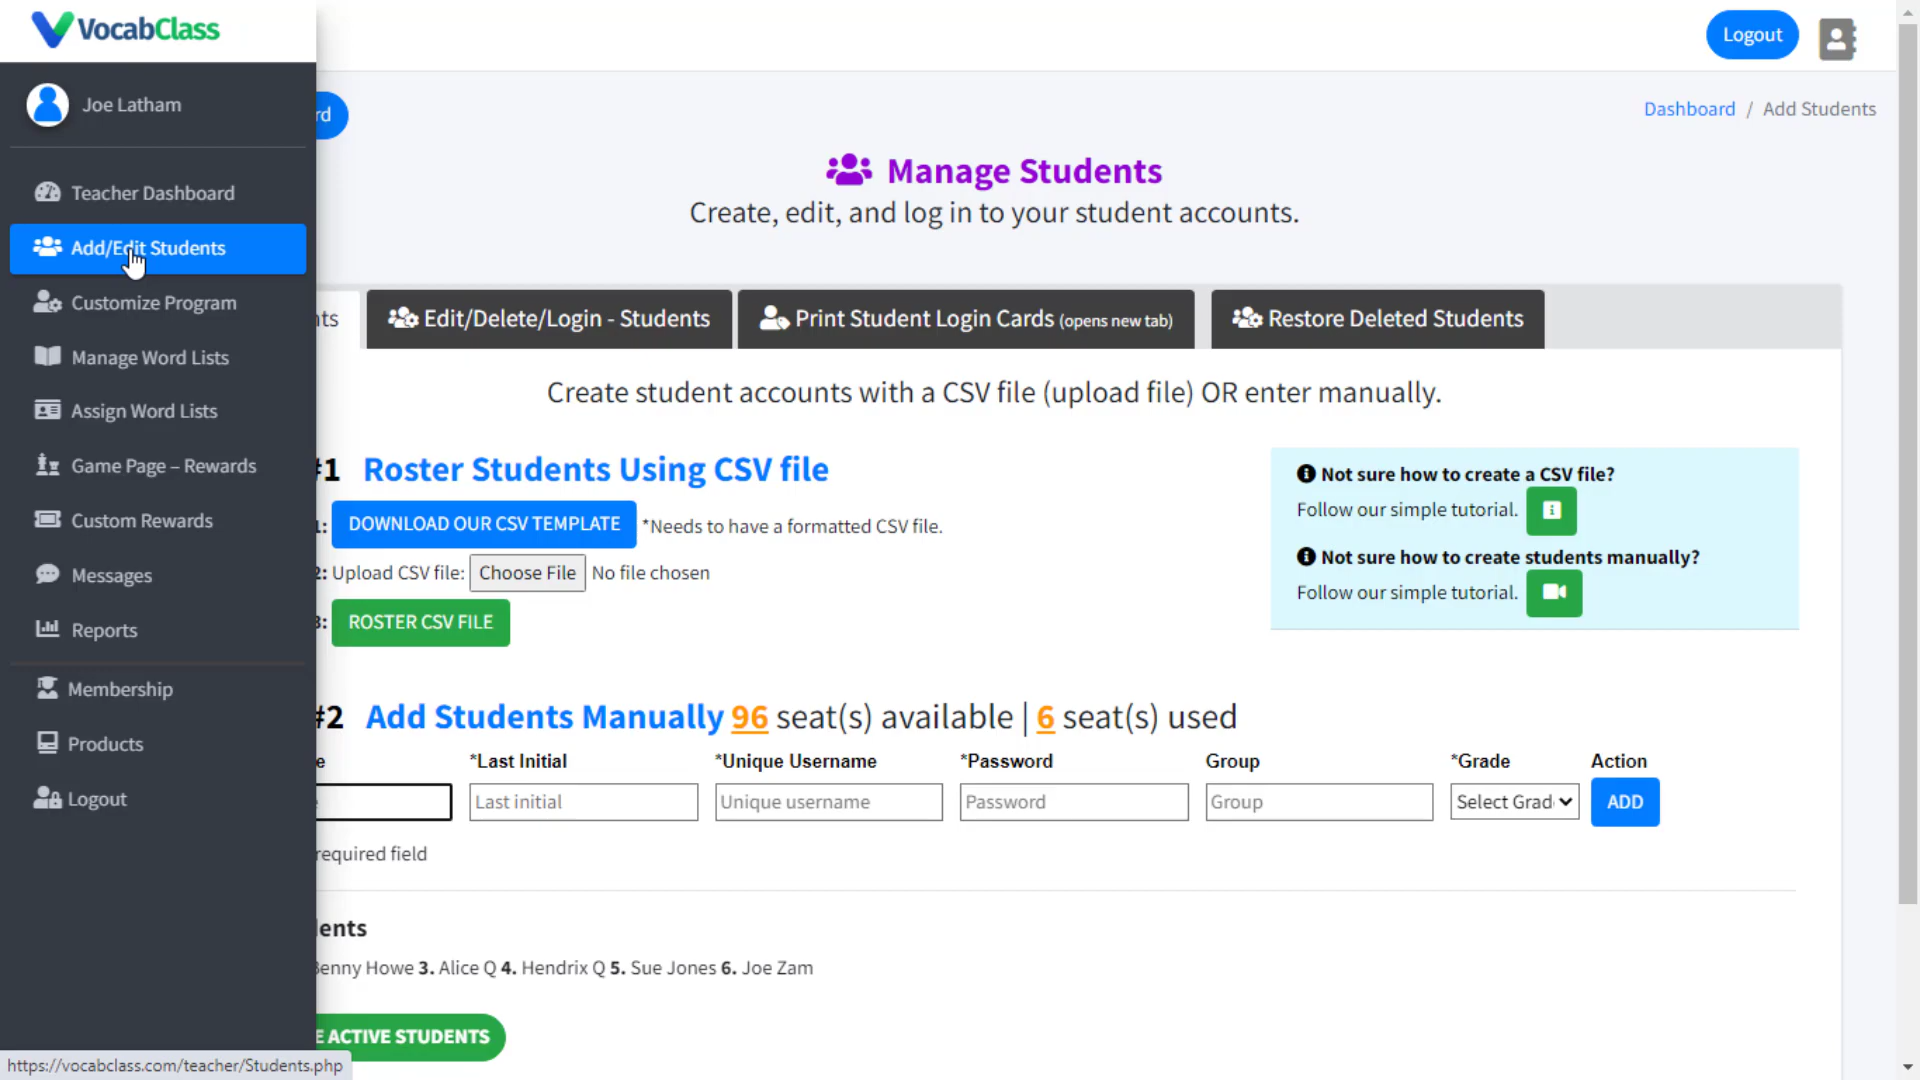 VocabClass
Logout
Joe Latham
rd
Dashboard / Add Students
Manage Students
Create, edit, and log in to your student accounts.
Teacher Dashboard
Add/Edit Students
Customize Program
Manage Word Lists
Assign Word Lists
Game Page – Rewards
Custom Rewards
Messages
Reports
Membership
Products
Logout
nts
Edit/Delete/Login - Students
Print Student Login Cards (opens new tab)
Restore Deleted Students
Create student accounts with a CSV file (upload file) OR enter manually.
#1 Roster Students Using CSV file
1: DOWNLOAD OUR CSV TEMPLATE *Needs to have a formatted CSV file.
2: Upload CSV file: Choose File No file chosen
3: ROSTER CSV FILE
Not sure how to create a CSV file?
Follow our simple tutorial.
Not sure how to create students manually?
Follow our simple tutorial.
#2 Add Students Manually 96 seat(s) available | 6 seat(s) used
e *Last Initial *Unique Username *Password Group *Grade Action
Last initial Unique username Password Group Select Grad ADD
required field
ents
Benny Howe 3. Alice Q 4. Hendrix Q 5. Sue Jones 6. Joe Zam
E ACTIVE STUDENTS
https://vocabclass.com/teacher/Students.php